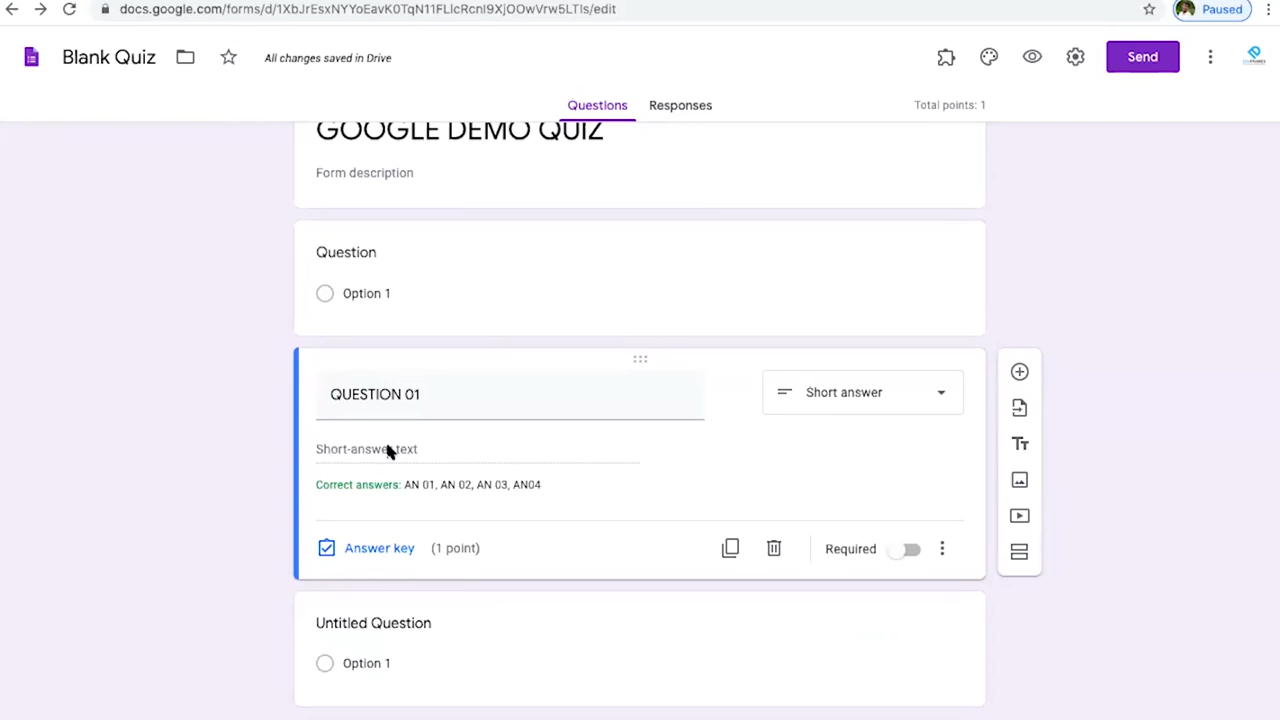 docs.google.com/forms/d/1XbJrEsxNYYoEavK0TqN11FLlcRcnI9XjOOwVrw5LTls/edit
Paused
Blank Quiz
All changes saved in Drive
Send
Questions
Responses
Total points: 1
GOOGLE DEMO QUIZ
Form description
Question
Option 1
QUESTION 01
Short answer
Short-answer text
Correct answers: AN 01, AN 02, AN 03, AN04
Answer key
(1 point)
Required
Untitled Question
Option 1